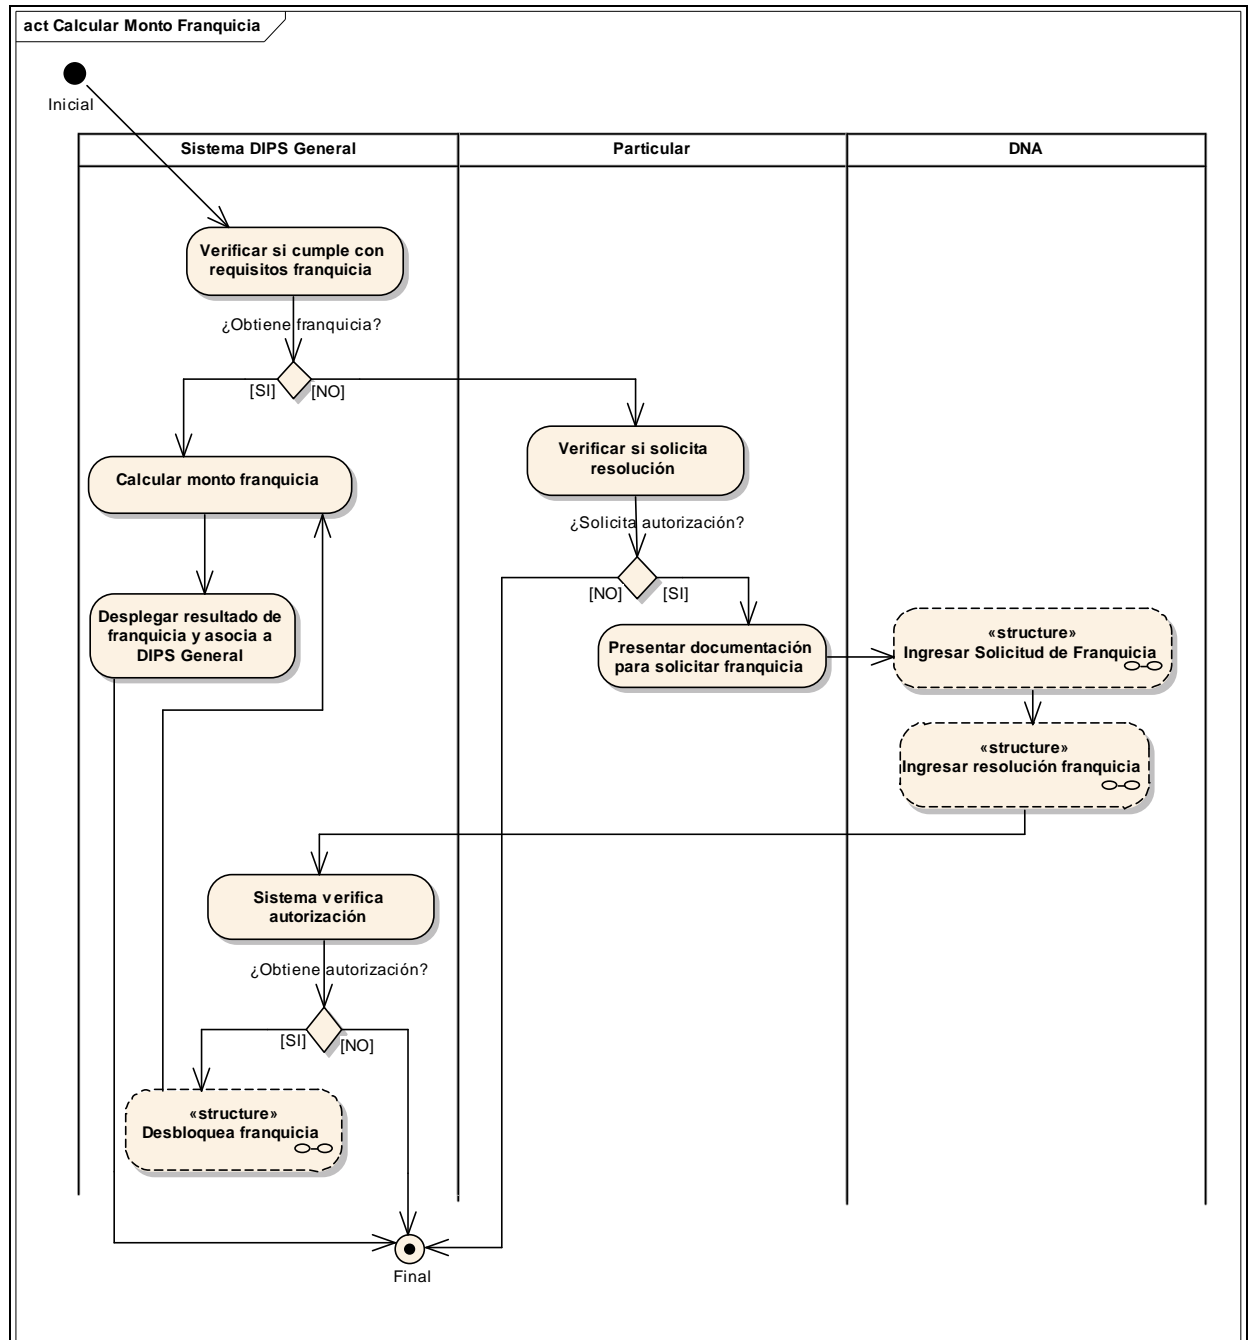 act Calcular Monto Franquicia
Inicial
Sistema DIPS General
Particular
DNA
Verificar si cumple con
requisitos franquicia
¿Obtiene franquicia?
[SI]
[NO]
Calcular monto franquicia
Verificar si solicita
resolución
¿Solicita autorización?
[NO]
[SI]
Desplegar resultado de
franquicia y asocia a
DIPS General
Presentar documentación
para solicitar franquicia
«structure»
Ingresar Solicitud de Franquicia
«structure»
Ingresar resolución franquicia
Sistema verifica
autorización
¿Obtiene autorización?
[SI]
[NO]
«structure»
Desbloquea franquicia
Final